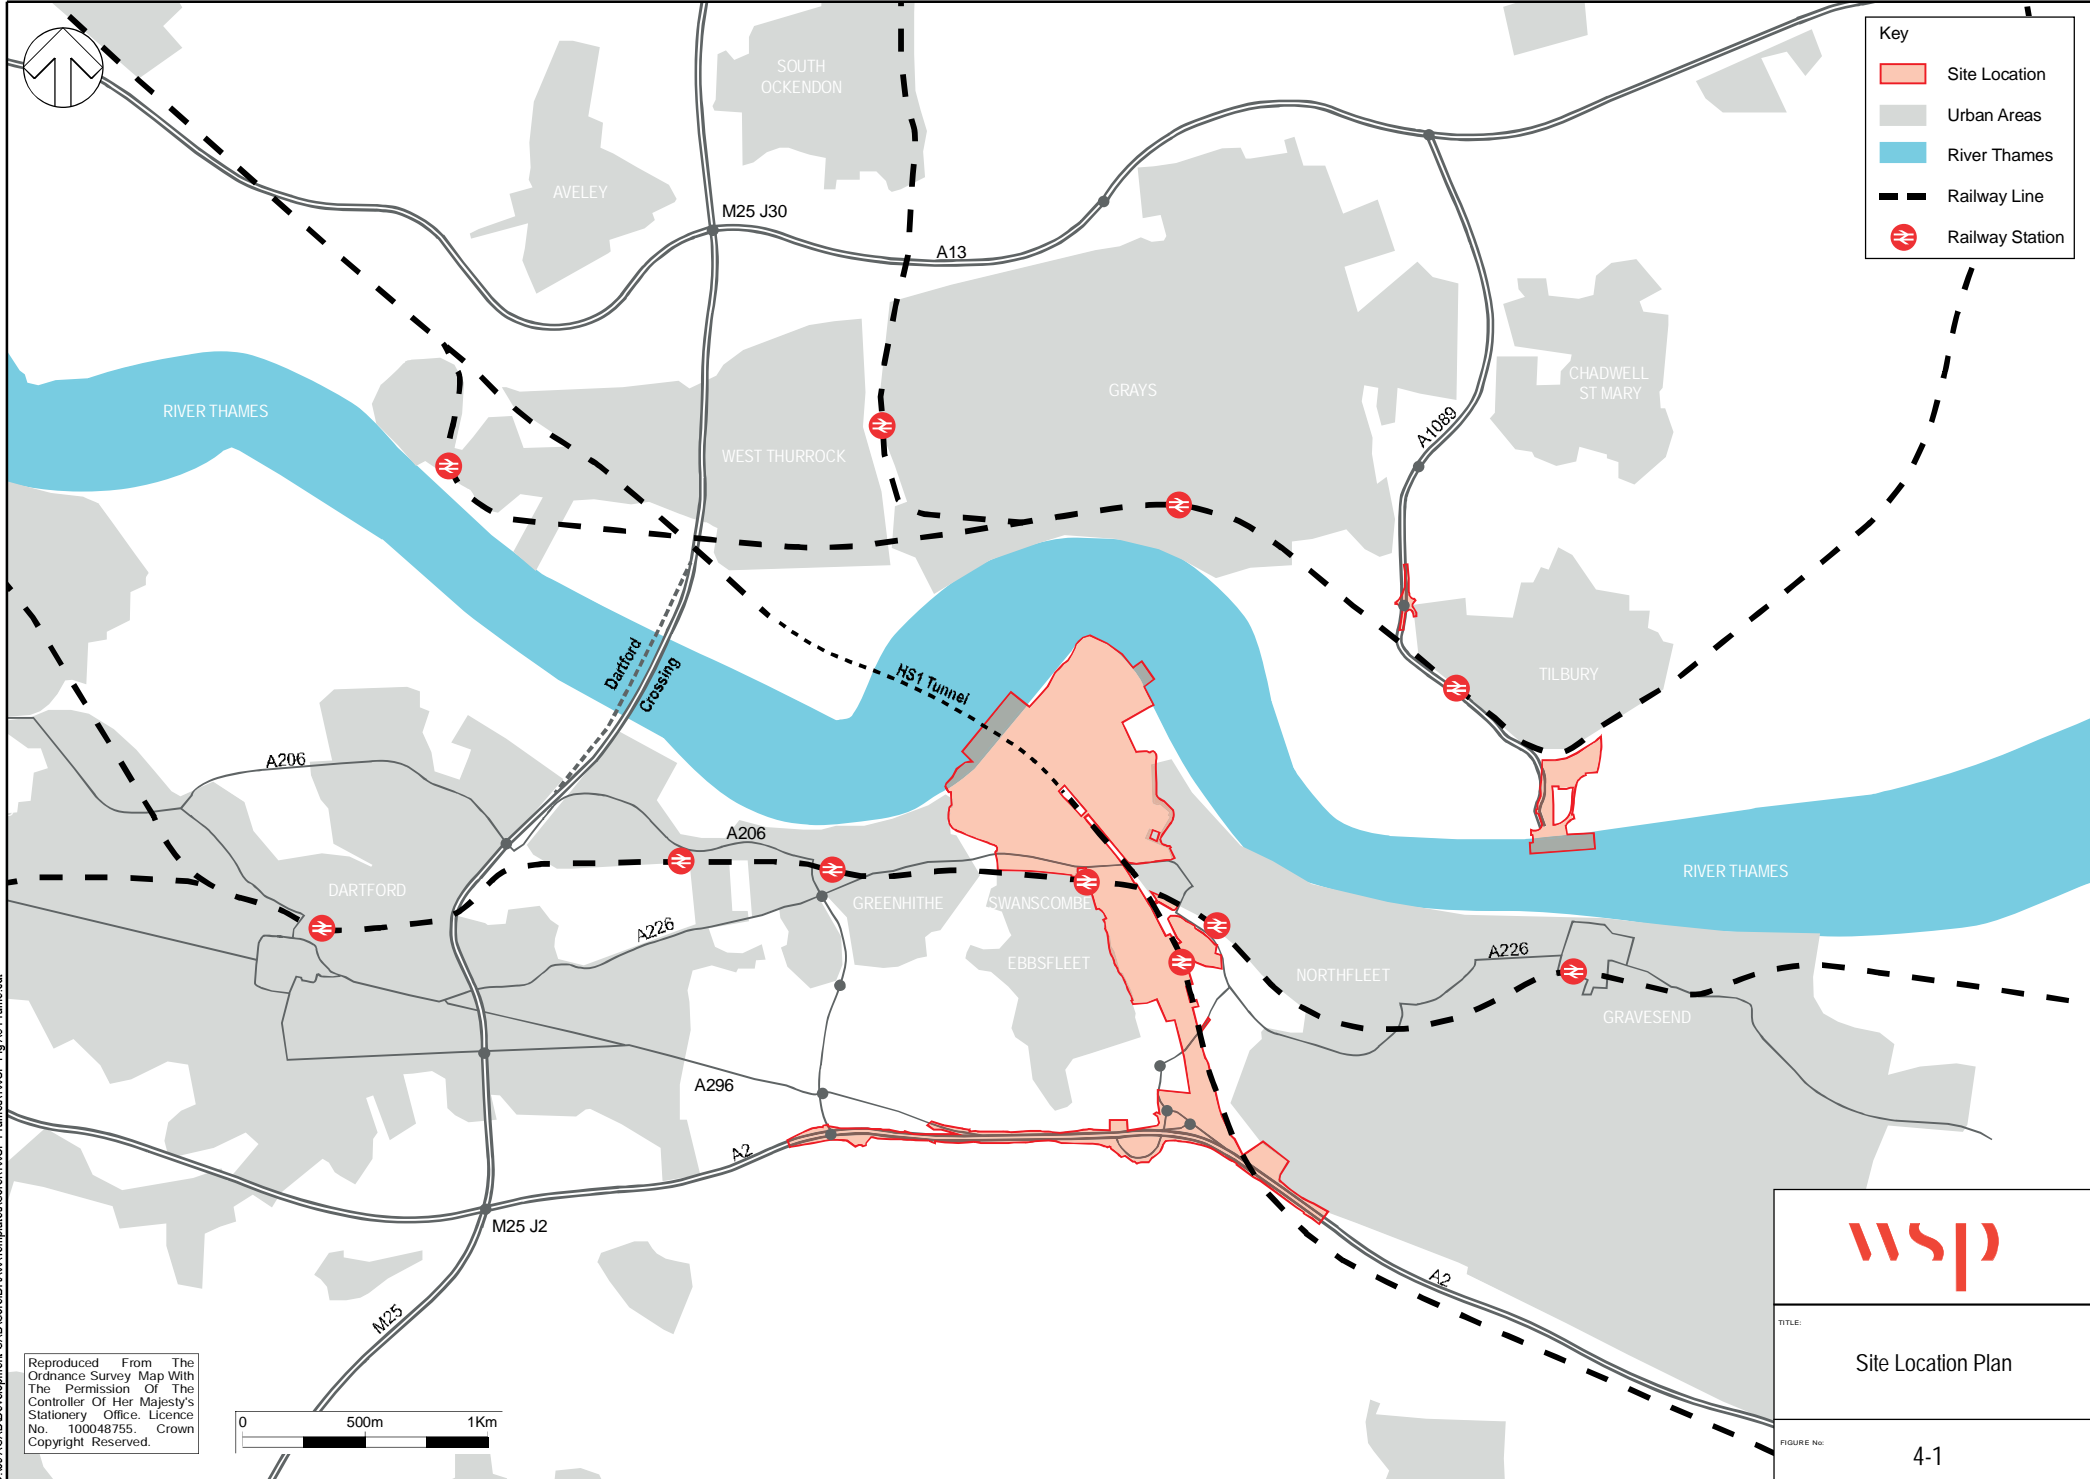 Key
Site Location
Urban Areas
River Thames
Railway Line
Railway Station
SOUTH
OCKENDON
AVELEY
M25 J30
A13
CHADWELL
ST MARY
GRAYS
RIVER THAMES
A1089
WEST THURROCK
Dartford
Crossing
HS1 Tunnel
TILBURY
A206
A206
RIVER THAMES
DARTFORD
GREENHITHE
SWANSCOMBE
A226
EBBSFLEET
NORTHFLEET
A226
GRAVESEND
A296
A2
M25 J2
A2
M25
Reproduced From The
Ordnance Survey Map With
The Permission Of The
Controller Of Her Majesty's
Stationery Office. Licence
No. 100048755. Crown
Copyright Reserved.
0 500m 1Km
wsp
TITLE:
Site Location Plan
FIGURE No:
4-1